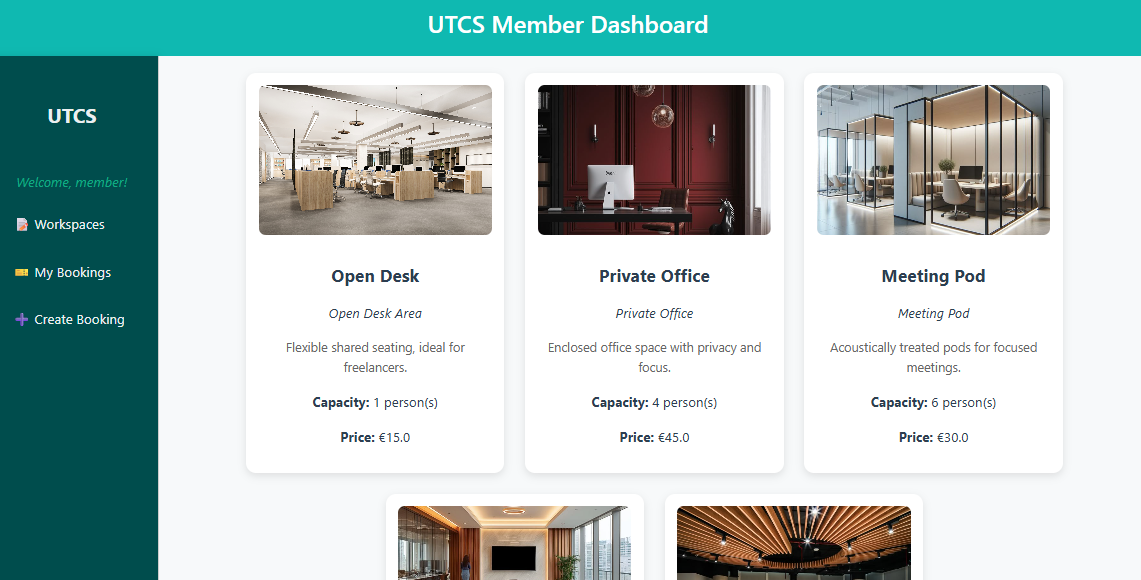 UTCS Member Dashboard
UTCS
Welcome, member!
Workspaces
My Bookings
Create Booking
Open Desk
Open Desk Area
Flexible shared seating, ideal for
freelancers.
Capacity: 1 person(s)
Price: €15.0
Private Office
Private Office
Enclosed office space with privacy and
focus.
Capacity: 4 person(s)
Price: €45.0
Meeting Pod
Meeting Pod
Acoustically treated pods for focused
meetings.
Capacity: 6 person(s)
Price: €30.0